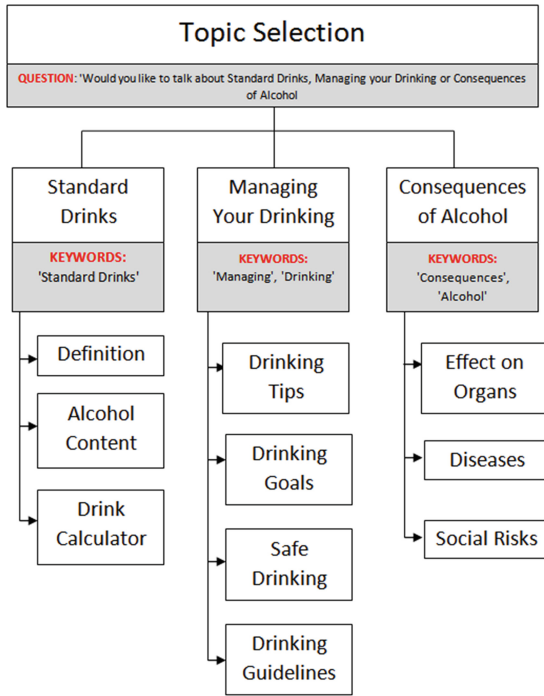 Topic Selection
QUESTION: 'Would you like to talk about Standard Drinks, Managing your Drinking or Consequences
of Alcohol
Standard
Drinks
KEYWORDS:
'Standard Drinks'
Definition
Alcohol
Content
Drink
Calculator
Managing
Your Drinking
KEYWORDS:
'Managing', 'Drinking'
Drinking
Tips
Drinking
Goals
Safe
Drinking
Drinking
Guidelines
Consequences
of Alcohol
KEYWORDS:
'Consequences',
'Alcohol'
Effect on
Organs
Diseases
Social Risks